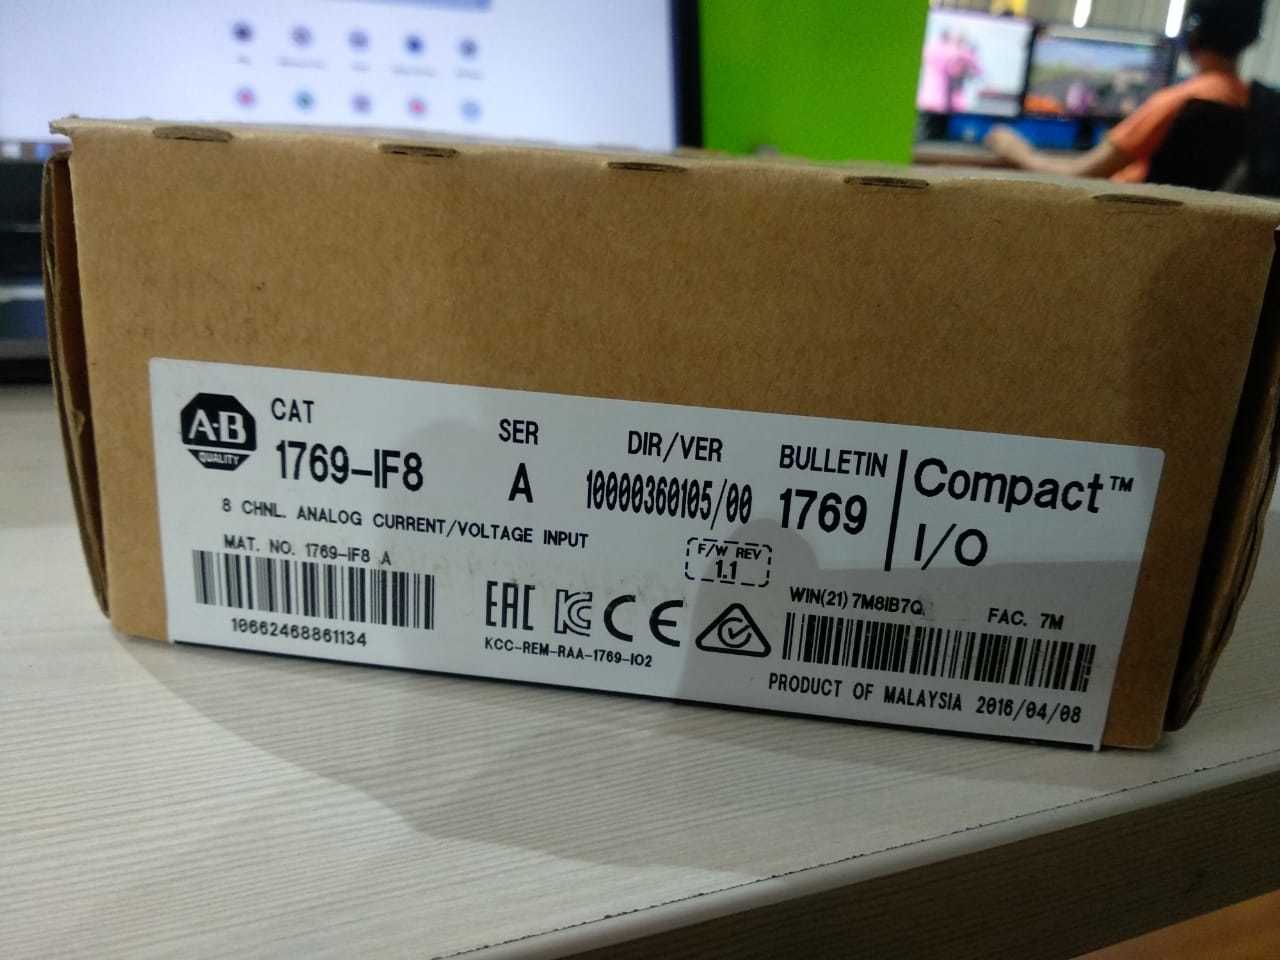 A-B
QUALITY
CAT
1769-IF8
SER
A
DIR/VER
10000360105/00
BULLETIN
1769
Compact™
I/O
8 CHNL. ANALOG CURRENT/VOLTAGE INPUT
F/W REV
1.1
MAT. NO. 1769-IF8 A
10662468861134
EAC
CE
KCC-REM-RAA-1769-IO2
WIN(21) 7M8IB7Q
FAC. 7M
PRODUCT OF MALAYSIA 2016/04/08